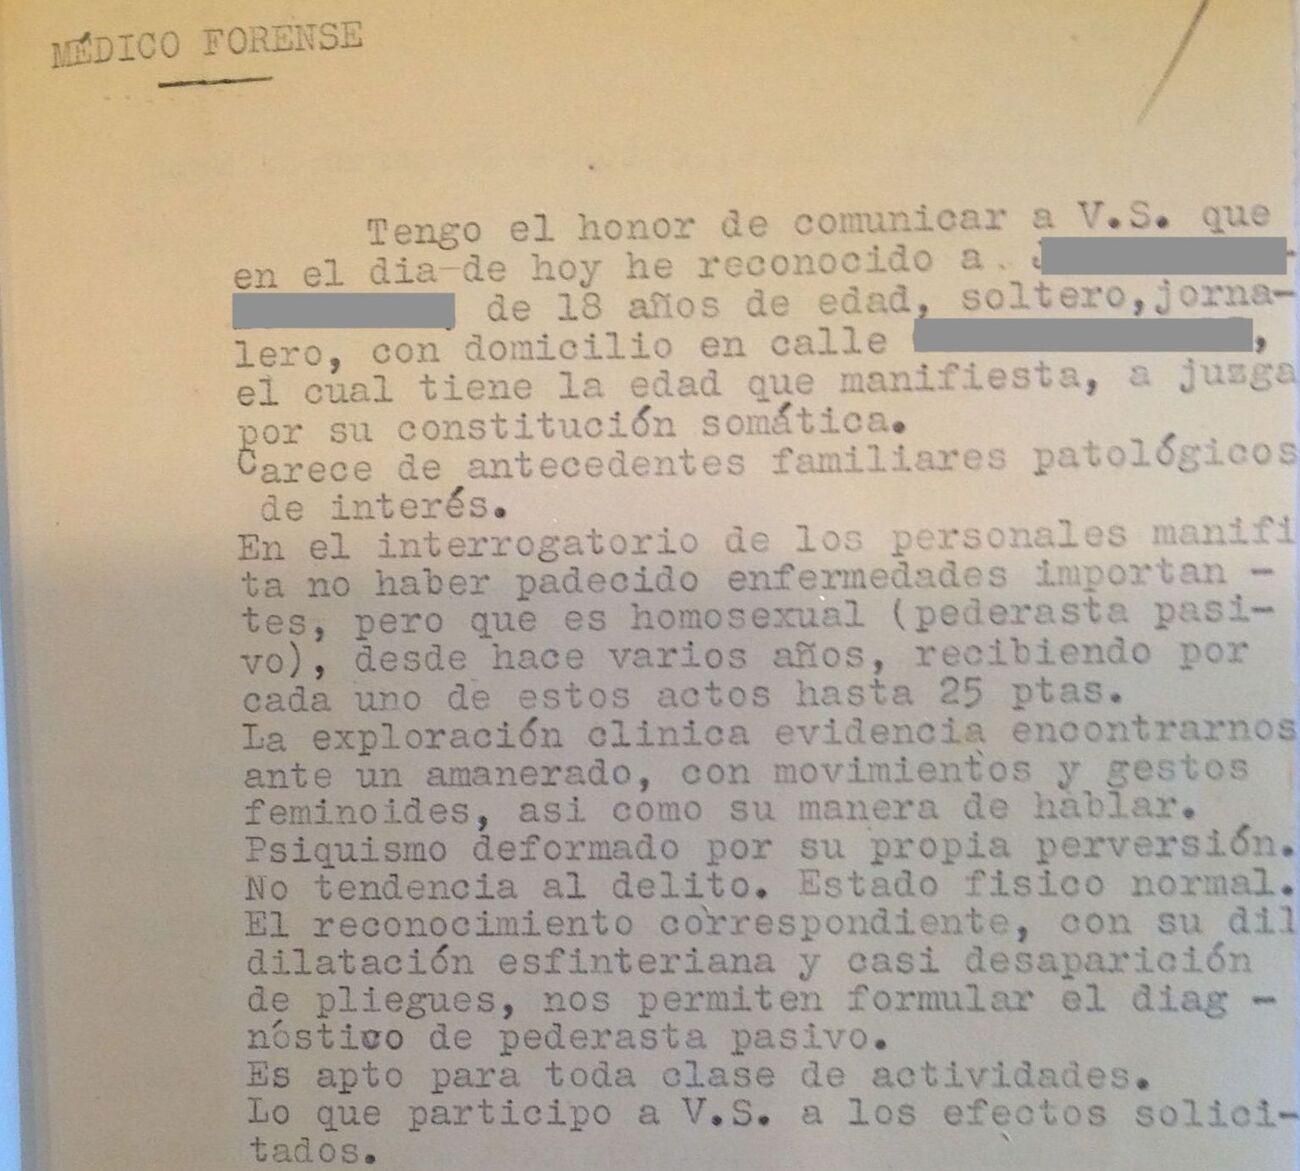 MÉDICO FORENSE
Tengo el honor de comunicar a V.S. que
en el dia de hoy he reconocido a
de 18 años de edad, soltero, jorna-
lero, con domicilio en calle ,
el cual tiene la edad que manifiesta, a juzga
por su constitución somática.
Carece de antecedentes familiares patológicos
de interés.
En el interrogatorio de los personales manifi
ta no haber padecido enfermedades importan -
tes, pero que es homosexual (pederasta pasi-
vo), desde hace varios años, recibiendo por
cada uno de estos actos hasta 25 ptas.
La exploración clinica evidencia encontrarnos
ante un amanerado, con movimientos y gestos
feminoides, asi como su manera de hablar.
Psiquismo deformado por su propia perversión.
No tendencia al delito. Estado fisico normal.
El reconocimiento correspondiente, con su dil
dilatación esfinteriana y casi desaparición
de pliegues, nos permiten formular el diag -
nóstico de pederasta pasivo.
Es apto para toda clase de actividades.
Lo que participo a V.S. a los efectos solici-
tados.